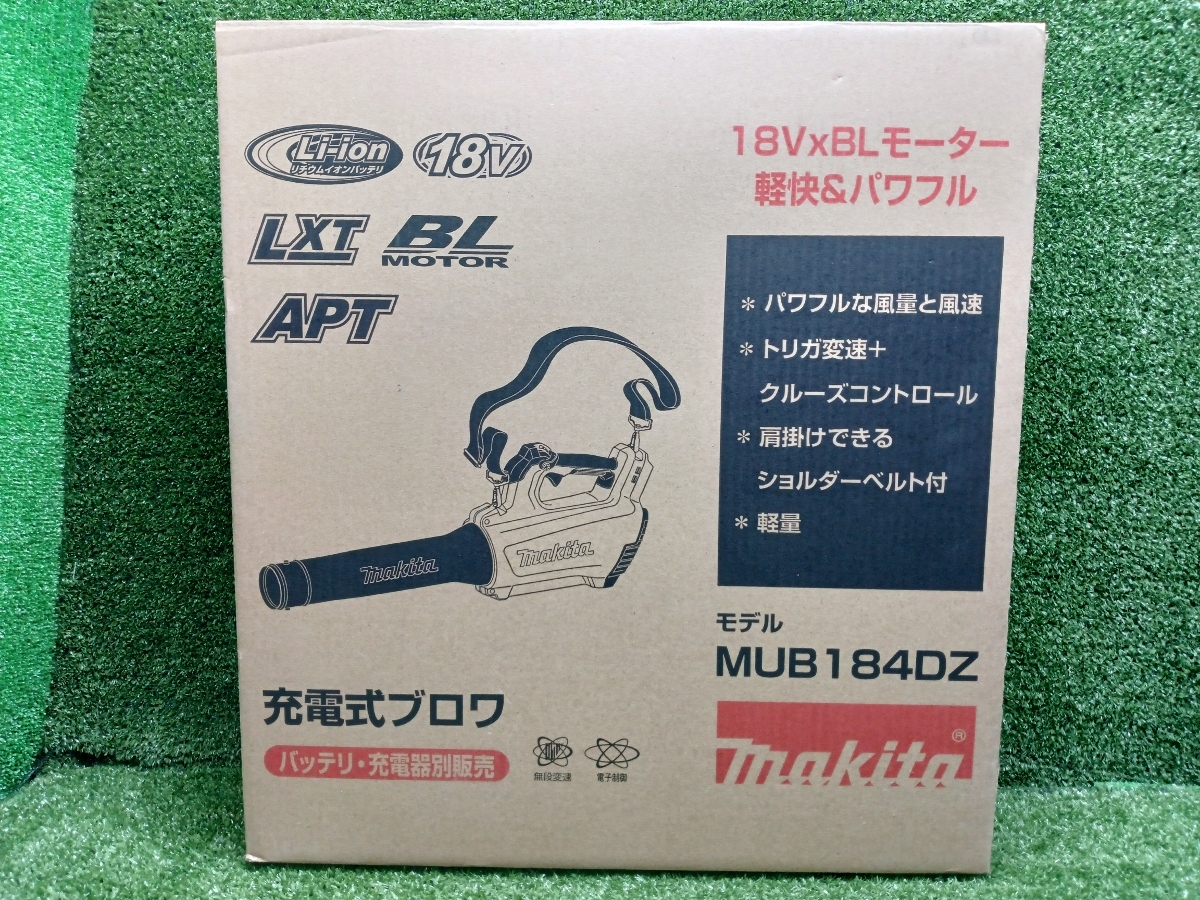 Li-ion
リチウムイオンバッテリ
18V
LXT
BL
MOTOR
APT
makita
makita
充電式ブロワ
バッテリ・充電器別販売
無段変速
電子制御
18VxBLモーター
軽快&パワフル
* パワフルな風量と風速
* トリガ変速+
クルーズコントロール
* 肩掛けできる
ショルダーベルト付
* 軽量
モデル
MUB184DZ
makita®